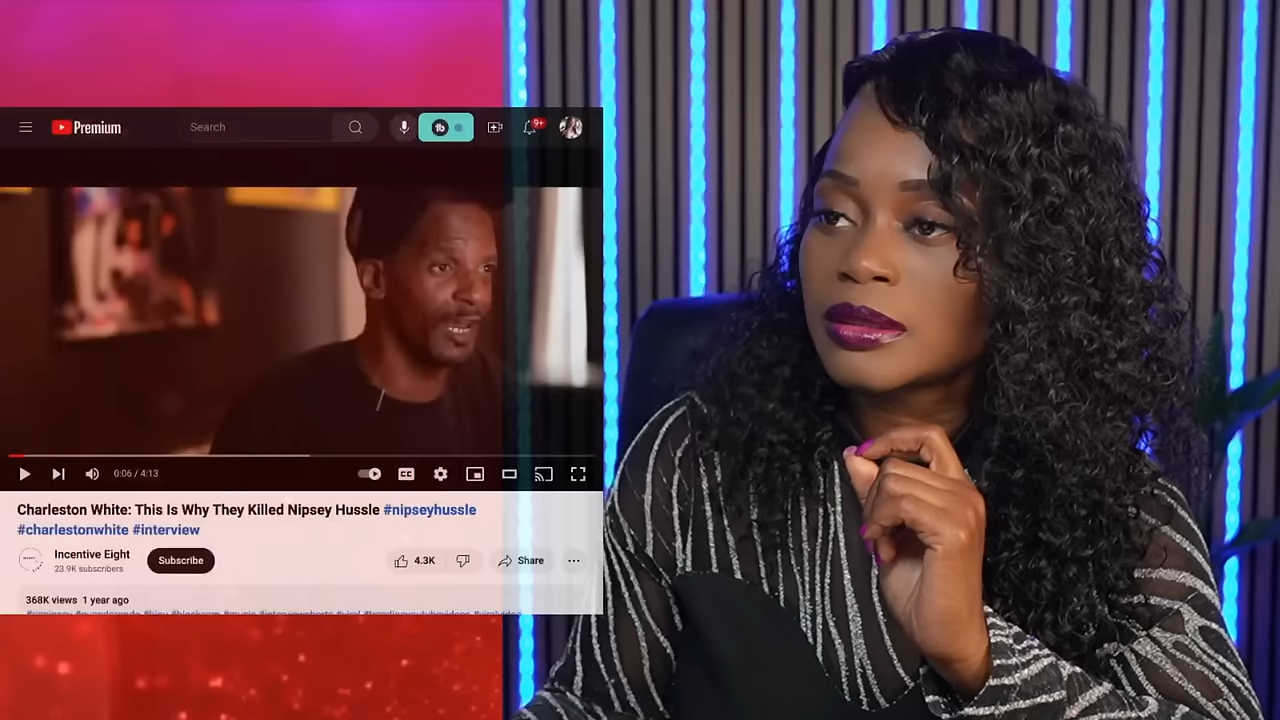 Premium
Search
9+
0:06 / 4:13
CC
Charleston White: This Is Why They Killed Nipsey Hussle #nipseyhussle
#charlestonwhite #interview
Incentive Eight
23.9K subscribers
Subscribe
4.3K
Share
368K views 1 year ago